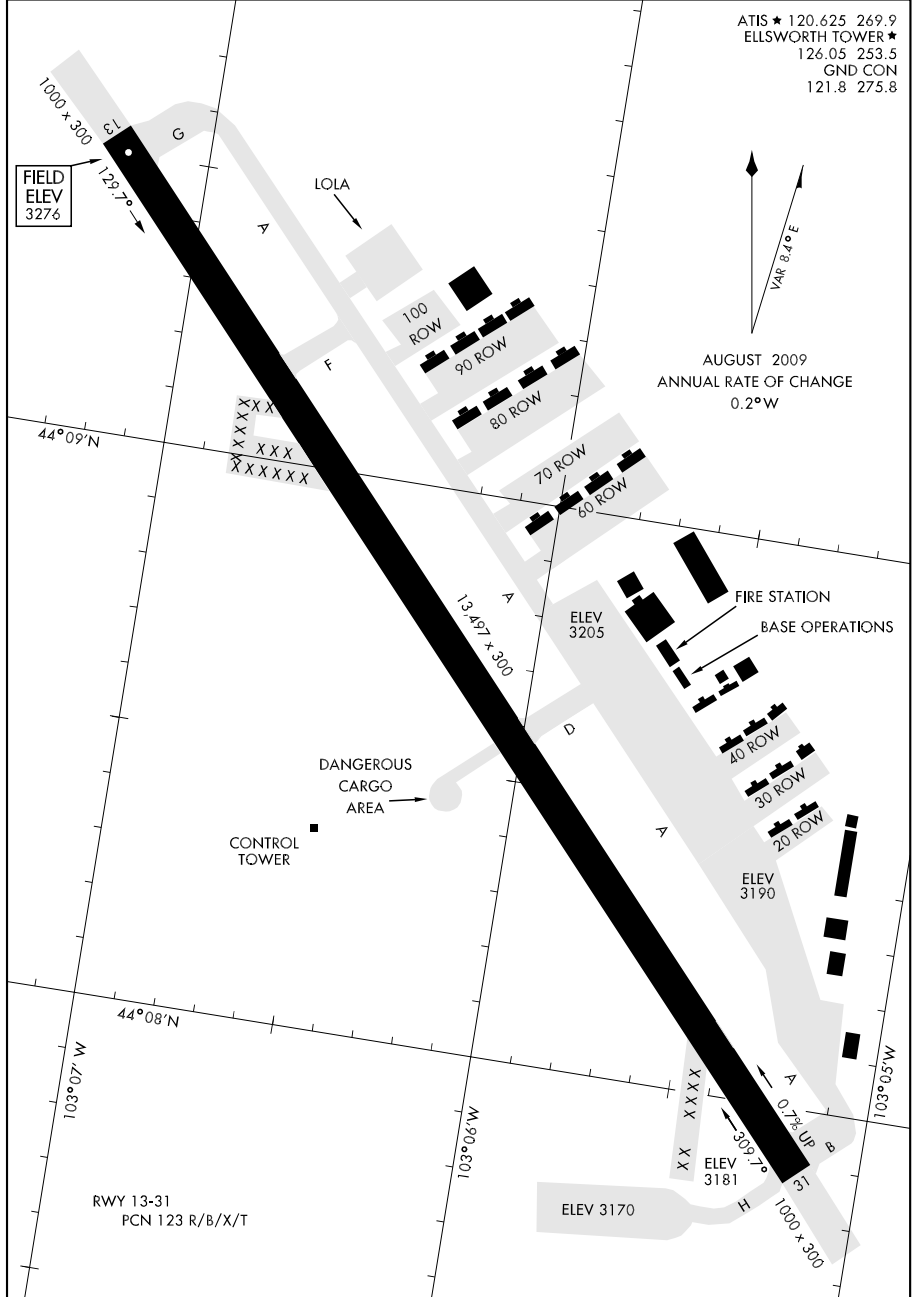 ATIS ★ 120.625 269.9
ELLSWORTH TOWER ★
126.05 253.5
GND CON
121.8 275.8
1000 x 300
13
G
FIELD
ELEV
3276
129.7°
LOLA
A
VAR 8.4° E
100
ROW
90 ROW
F
AUGUST 2009
ANNUAL RATE OF CHANGE
0.2° W
80 ROW
X X X
X X X X X
44°09'N
X X X
X X X X X X
70 ROW
60 ROW
13,497 x 300
A
ELEV
3205
FIRE STATION
BASE OPERATIONS
D
40 ROW
DANGEROUS
CARGO
AREA
30 ROW
CONTROL
TOWER
A
20 ROW
ELEV
3190
44°08'N
103°07' W
103°06'W
103°05'W
X X X X
X X
A
0.7% UP
309.7°
B
ELEV
3181
31
H
1000 x 300
ELEV 3170
RWY 13-31
PCN 123 R/B/X/T